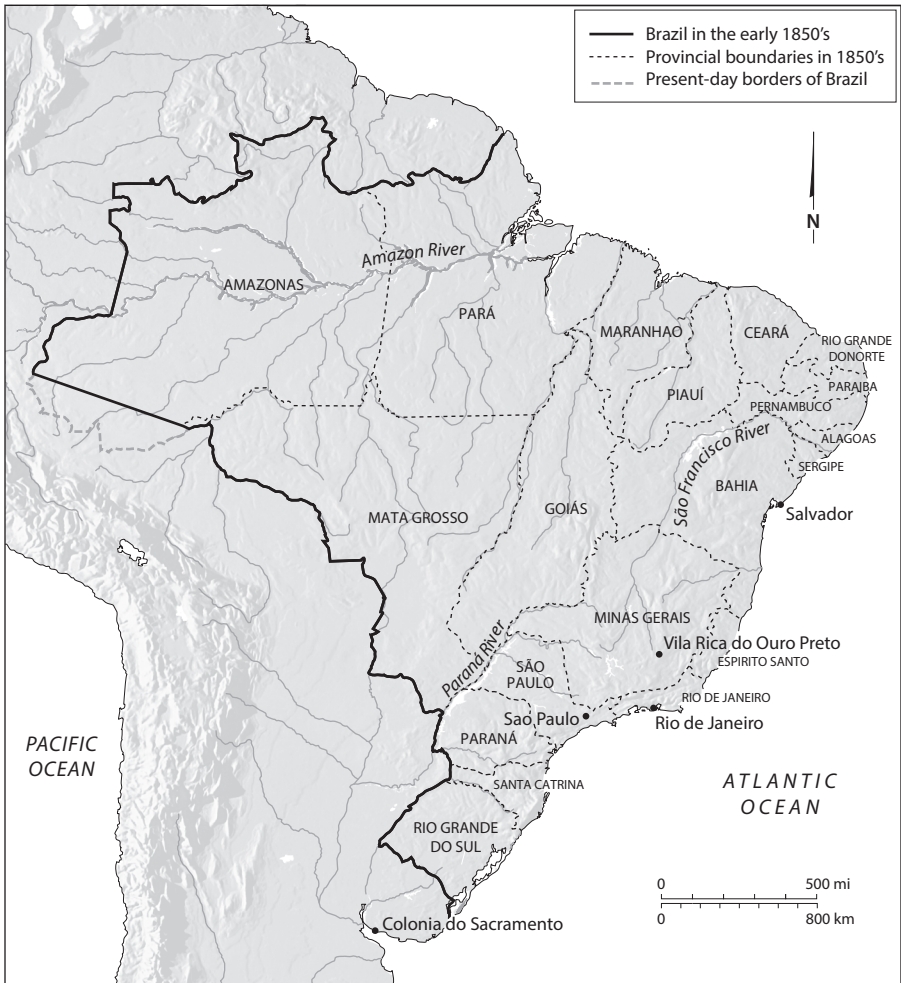 Brazil in the early 1850's
Provincial boundaries in 1850's
Present-day borders of Brazil
N
Amazon River
AMAZONAS
PARÁ
MARANHAO
CEARÁ
RIO GRANDE
DONORTE
PARAIBA
PIAUÍ
PERNAMBUCO
ALAGOAS
SERGIPE
São Francisco River
BAHIA
Salvador
GOIÁS
MATA GROSSO
MINAS GERAIS
Vila Rica do Ouro Preto
ESPIRITO SANTO
Paraná River
SÃO
PAULO
RIO DE JANEIRO
Sao Paulo
Rio de Janeiro
PARANÁ
PACIFIC
OCEAN
SANTA CATRINA
ATLANTIC
OCEAN
RIO GRANDE
DO SUL
0 500 mi
0 800 km
Colonia do Sacramento